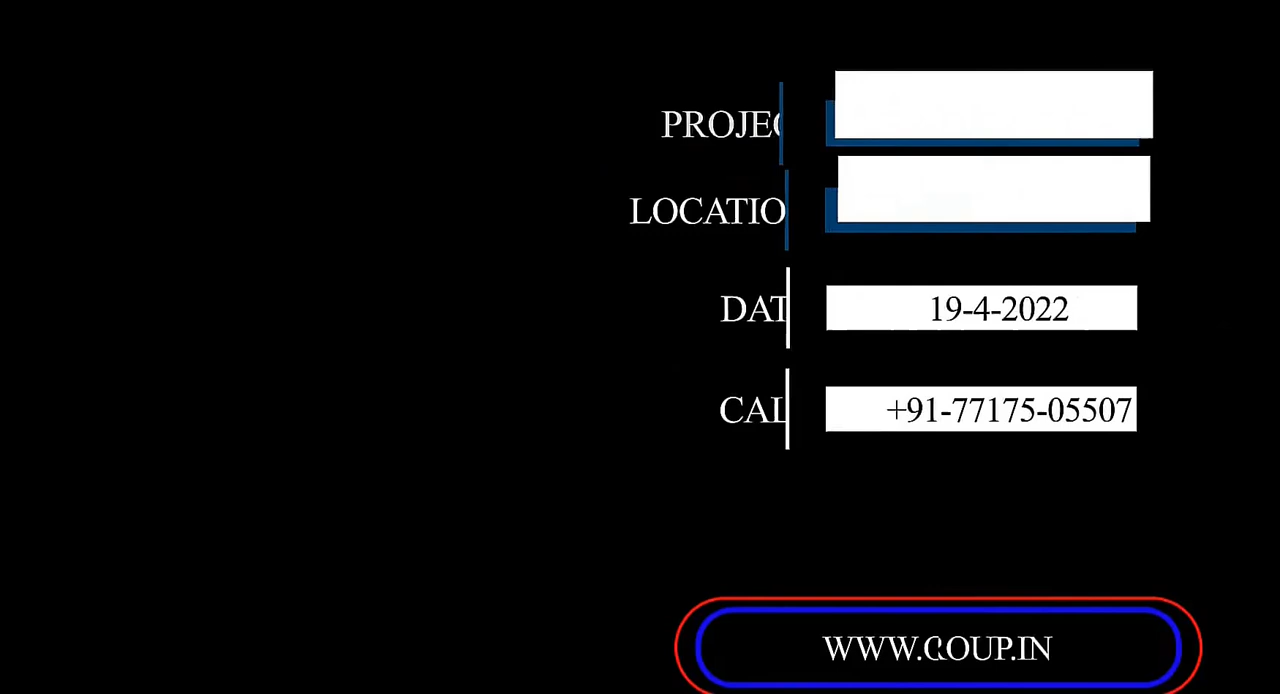 PROJEC
LOCATIO
DAT 19-4-2022
CAL +91-77175-05507
WWW.COUP.IN